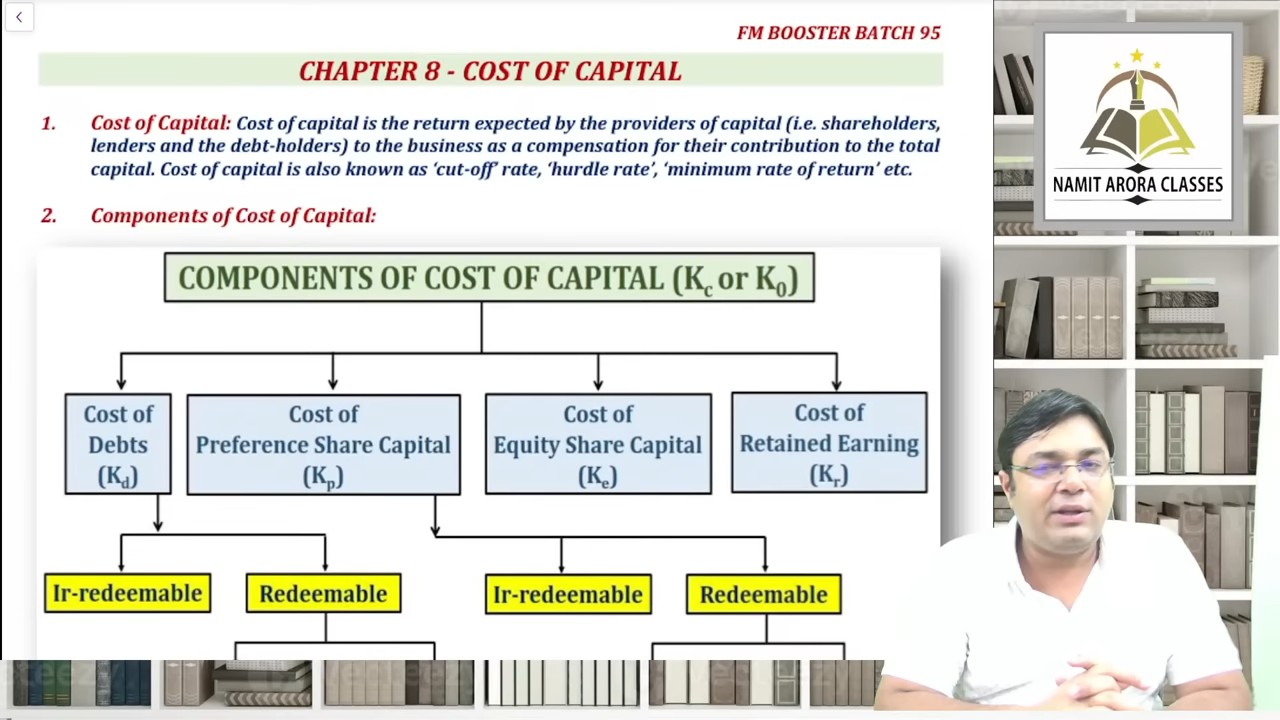 FM BOOSTER BATCH 95
CHAPTER 8 - COST OF CAPITAL
1. Cost of Capital: Cost of capital is the return expected by the providers of capital (i.e. shareholders,
lenders and the debt-holders) to the business as a compensation for their contribution to the total
capital. Cost of capital is also known as ‘cut-off’ rate, ‘hurdle rate’, ‘minimum rate of return’ etc.
2. Components of Cost of Capital:
COMPONENTS OF COST OF CAPITAL (Kc or K0)
Cost of
Debts
(Kd)
Cost of
Preference Share Capital
(Kp)
Cost of
Equity Share Capital
(Ke)
Cost of
Retained Earning
(Kr)
Ir-redeemable
Redeemable
Ir-redeemable
Redeemable
NAMIT ARORA CLASSES